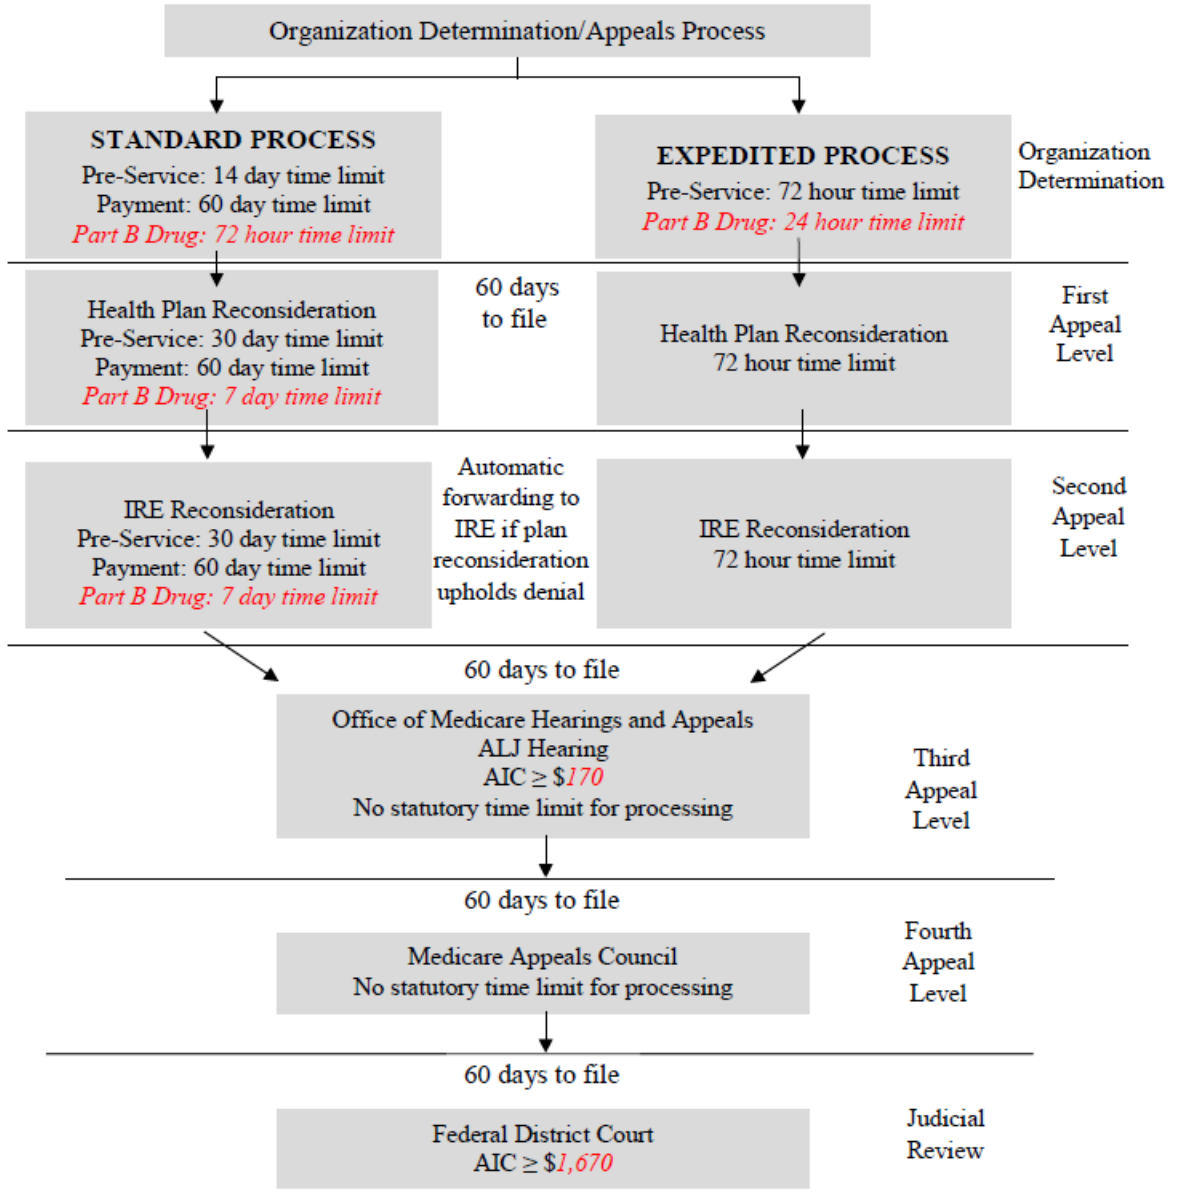 Organization Determination/Appeals Process
STANDARD PROCESS
Pre-Service: 14 day time limit
Payment: 60 day time limit
Part B Drug: 72 hour time limit
EXPEDITED PROCESS
Pre-Service: 72 hour time limit
Part B Drug: 24 hour time limit
Organization
Determination
Health Plan Reconsideration
Pre-Service: 30 day time limit
Payment: 60 day time limit
Part B Drug: 7 day time limit
60 days
to file
Health Plan Reconsideration
72 hour time limit
First
Appeal
Level
IRE Reconsideration
Pre-Service: 30 day time limit
Payment: 60 day time limit
Part B Drug: 7 day time limit
Automatic
forwarding to
IRE if plan
reconsideration
upholds denial
IRE Reconsideration
72 hour time limit
Second
Appeal
Level
60 days to file
Office of Medicare Hearings and Appeals
ALJ Hearing
AIC ≥ $170
No statutory time limit for processing
Third
Appeal
Level
60 days to file
Medicare Appeals Council
No statutory time limit for processing
Fourth
Appeal
Level
60 days to file
Federal District Court
AIC ≥ $1,670
Judicial
Review